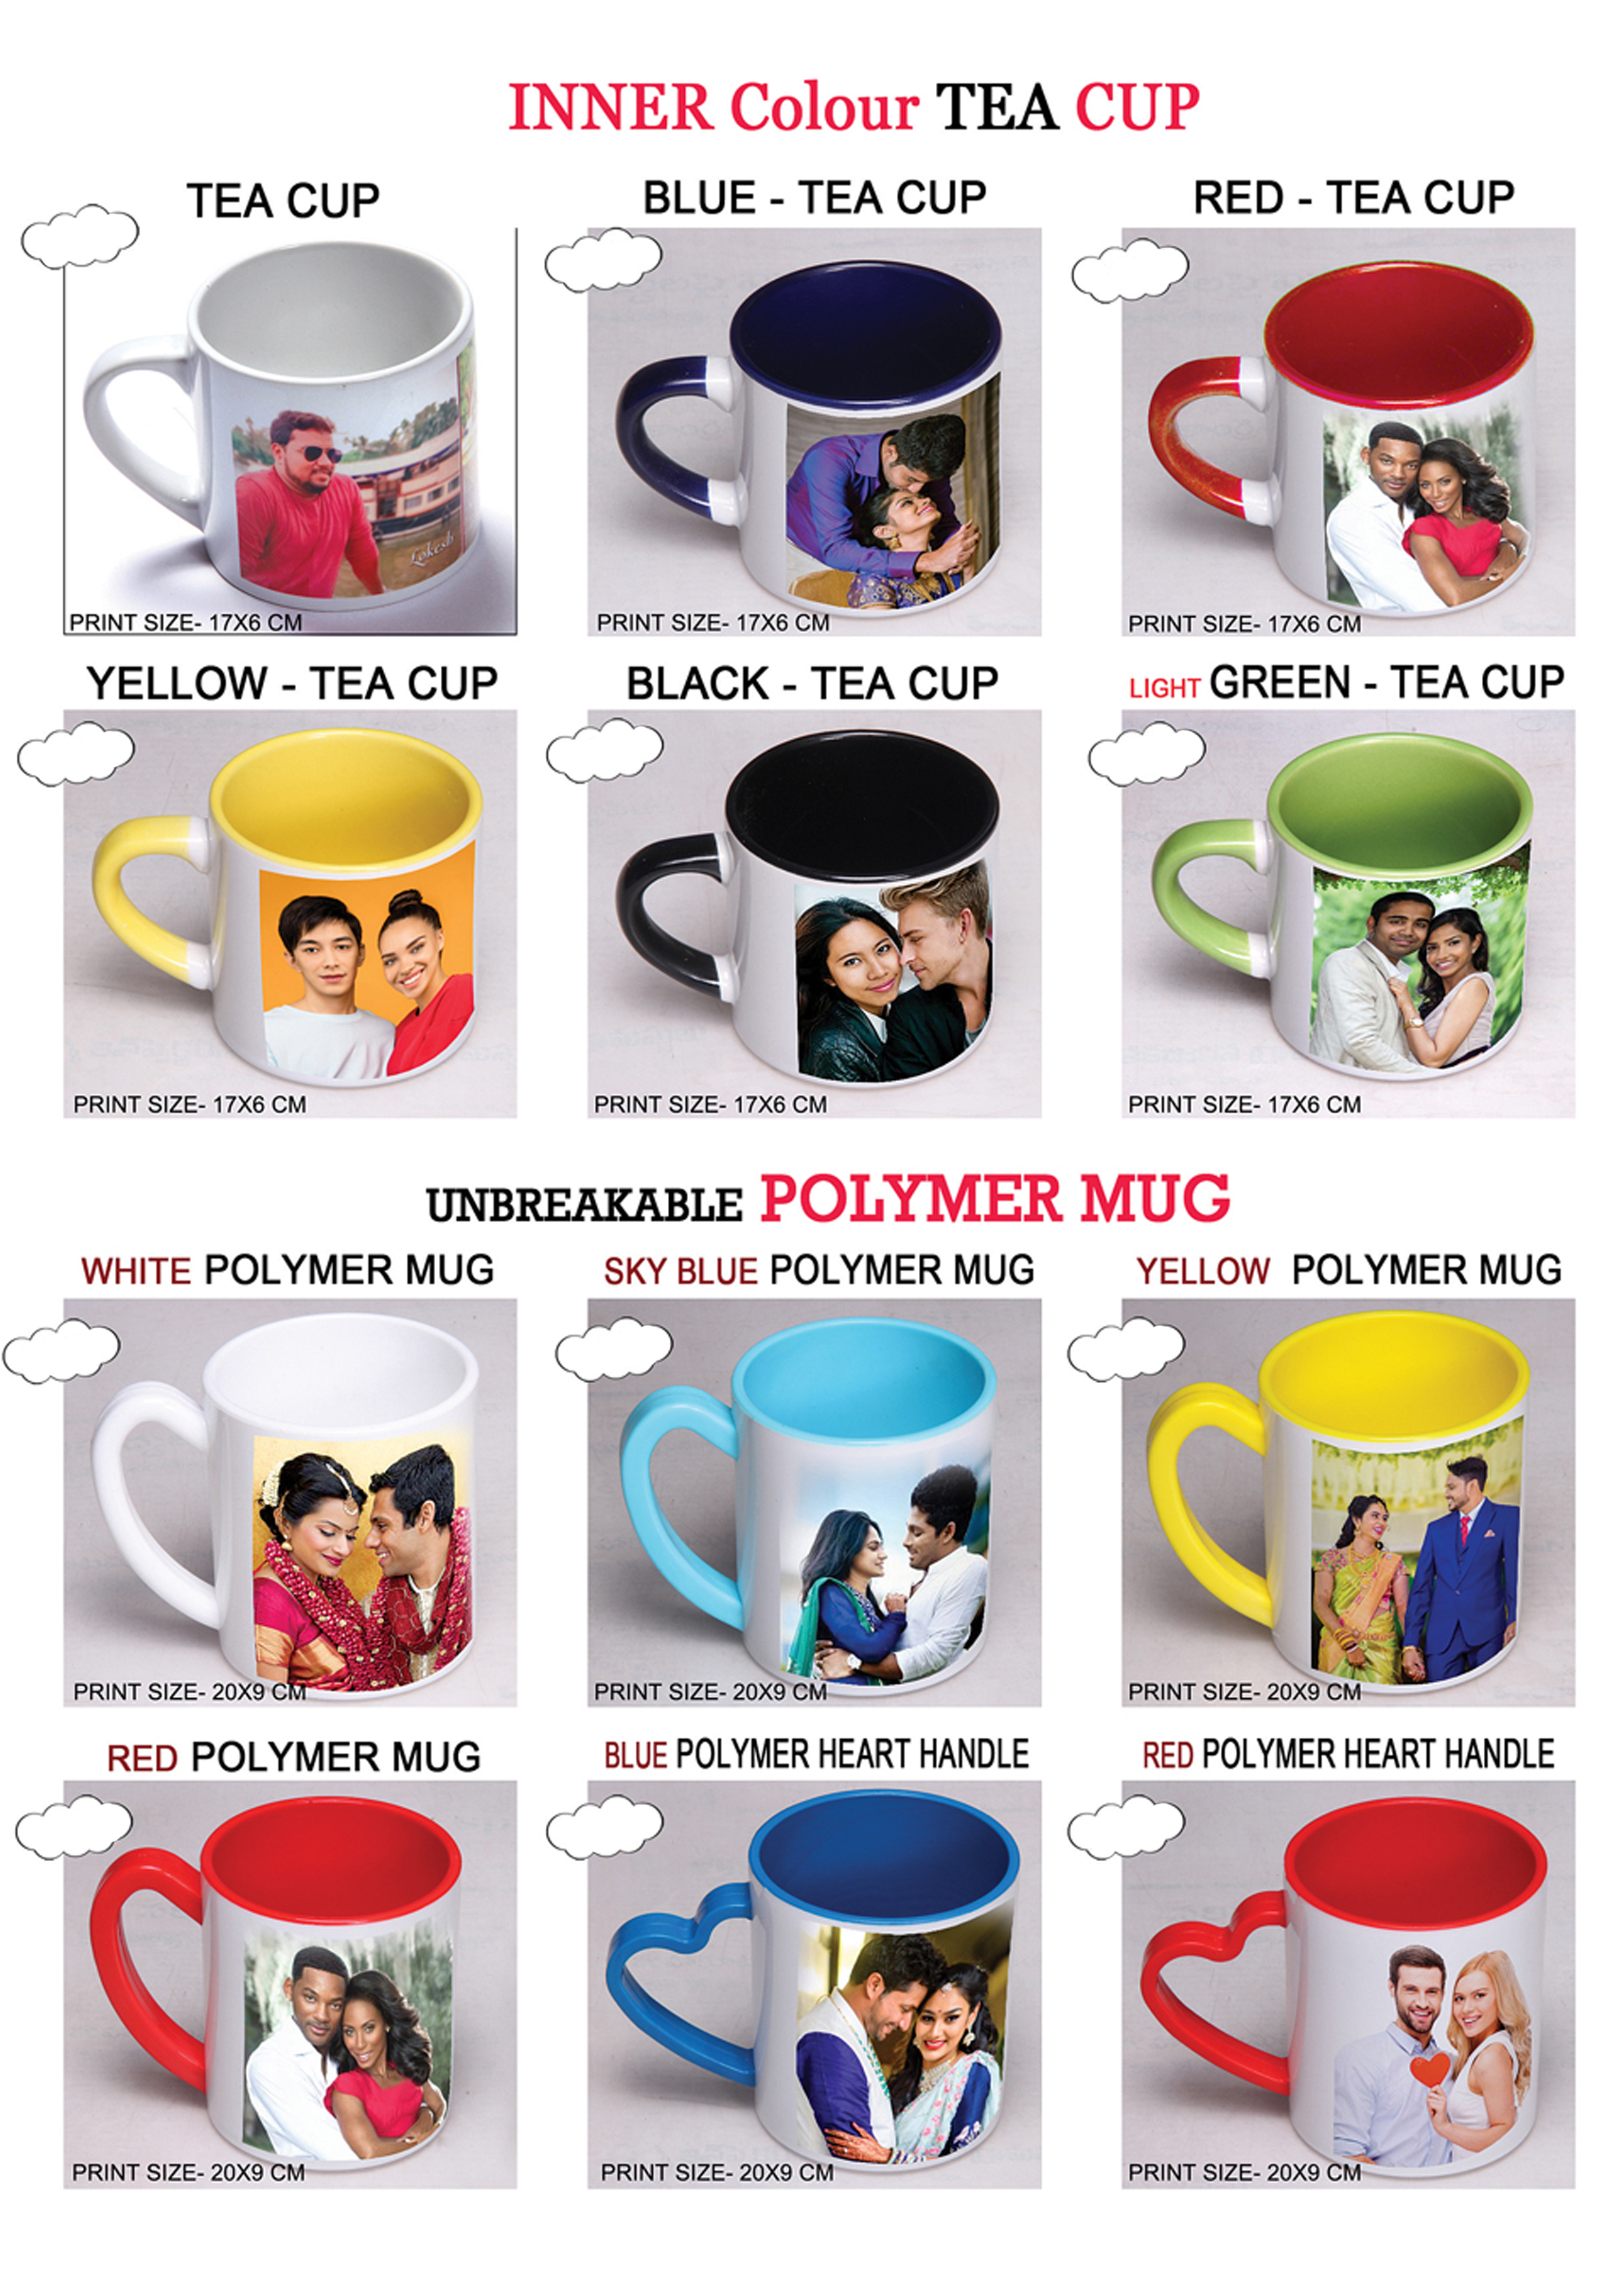 INNER Colour TEA CUP
TEA CUP
BLUE - TEA CUP
RED - TEA CUP
Lokesh
PRINT SIZE- 17X6 CM
PRINT SIZE- 17X6 CM
PRINT SIZE- 17X6 CM
YELLOW - TEA CUP
BLACK - TEA CUP
LIGHT GREEN - TEA CUP
PRINT SIZE- 17X6 CM
PRINT SIZE- 17X6 CM
PRINT SIZE- 17X6 CM
UNBREAKABLE POLYMER MUG
WHITE POLYMER MUG
SKY BLUE POLYMER MUG
YELLOW POLYMER MUG
PRINT SIZE- 20X9 CM
PRINT SIZE- 20X9 CM
PRINT SIZE- 20X9 CM
RED POLYMER MUG
BLUE POLYMER HEART HANDLE
RED POLYMER HEART HANDLE
PRINT SIZE- 20X9 CM
PRINT SIZE- 20X9 CM
PRINT SIZE- 20X9 CM